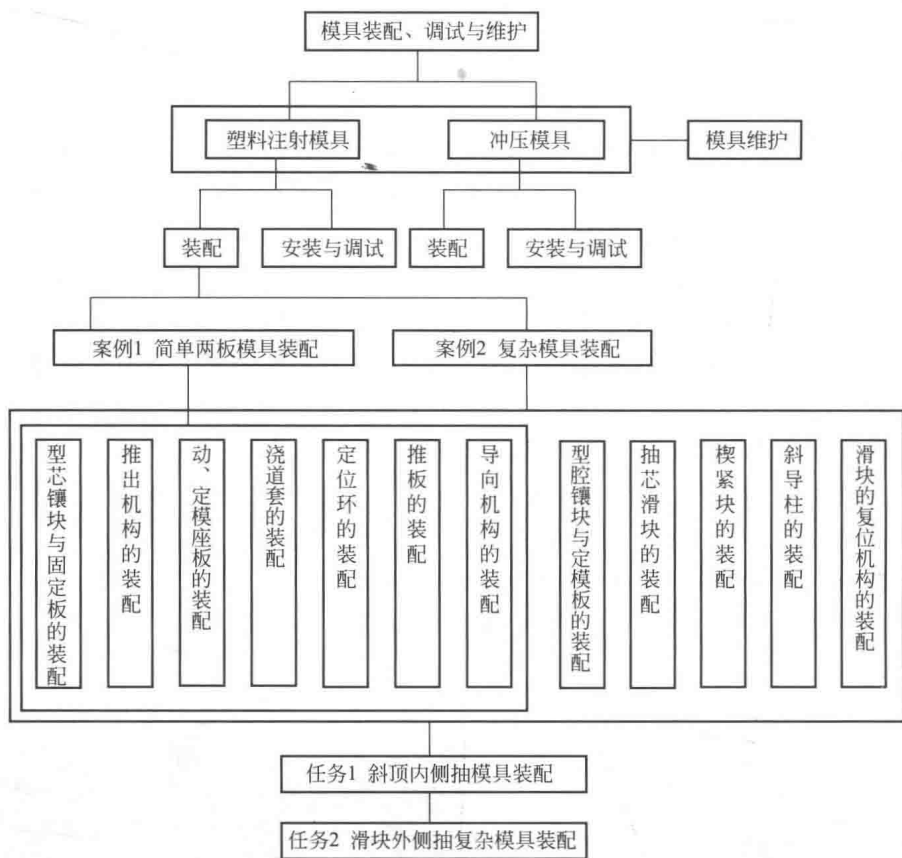 模具装配、调试与维护
塑料注射模具
冲压模具
模具维护
装配
安装与调试
装配
安装与调试
案例1 简单两板模具装配
案例2 复杂模具装配
型芯镶块与固定板的装配
推出机构的装配
动、定模座板的装配
浇道套的装配
定位环的装配
推板的装配
导向机构的装配
型腔镶块与定模板的装配
抽芯滑块的装配
楔紧块的装配
斜导柱的装配
滑块的复位机构的装配
任务1 斜顶内侧抽模具装配
任务2 滑块外侧抽复杂模具装配